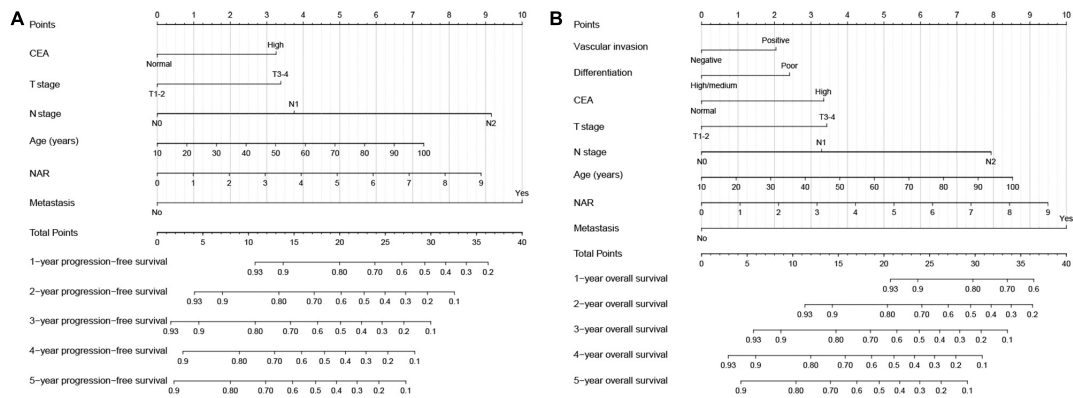 A
Points 0 1 2 3 4 5 6 7 8 9 10
CEA Normal High
T stage T1-2 T3-4
N stage N0 N1 N2
Age (years) 10 20 30 40 50 60 70 80 90 100
NAR 0 1 2 3 4 5 6 7 8 9
Metastasis No Yes
Total Points 0 5 10 15 20 25 30 35 40
1-year progression-free survival 0.93 0.9 0.80 0.70 0.6 0.5 0.4 0.3 0.2
2-year progression-free survival 0.93 0.9 0.80 0.70 0.6 0.5 0.4 0.3 0.2 0.1
3-year progression-free survival 0.93 0.9 0.80 0.70 0.6 0.5 0.4 0.3 0.2 0.1
4-year progression-free survival 0.9 0.80 0.70 0.6 0.5 0.4 0.3 0.2 0.1
5-year progression-free survival 0.9 0.80 0.70 0.6 0.5 0.4 0.3 0.2 0.1
B
Points 0 1 2 3 4 5 6 7 8 9 10
Vascular invasion Negative Positive
Differentiation High/medium Poor
CEA Normal High
T stage T1-2 T3-4
N stage N0 N1 N2
Age (years) 10 20 30 40 50 60 70 80 90 100
NAR 0 1 2 3 4 5 6 7 8 9
Metastasis No Yes
Total Points 0 5 10 15 20 25 30 35 40
1-year overall survival 0.93 0.9 0.80 0.70 0.6
2-year overall survival 0.93 0.9 0.80 0.70 0.6 0.5 0.4 0.3 0.2
3-year overall survival 0.93 0.9 0.80 0.70 0.6 0.5 0.4 0.3 0.2 0.1
4-year overall survival 0.93 0.9 0.80 0.70 0.6 0.5 0.4 0.3 0.2 0.1
5-year overall survival 0.9 0.80 0.70 0.6 0.5 0.4 0.3 0.2 0.1